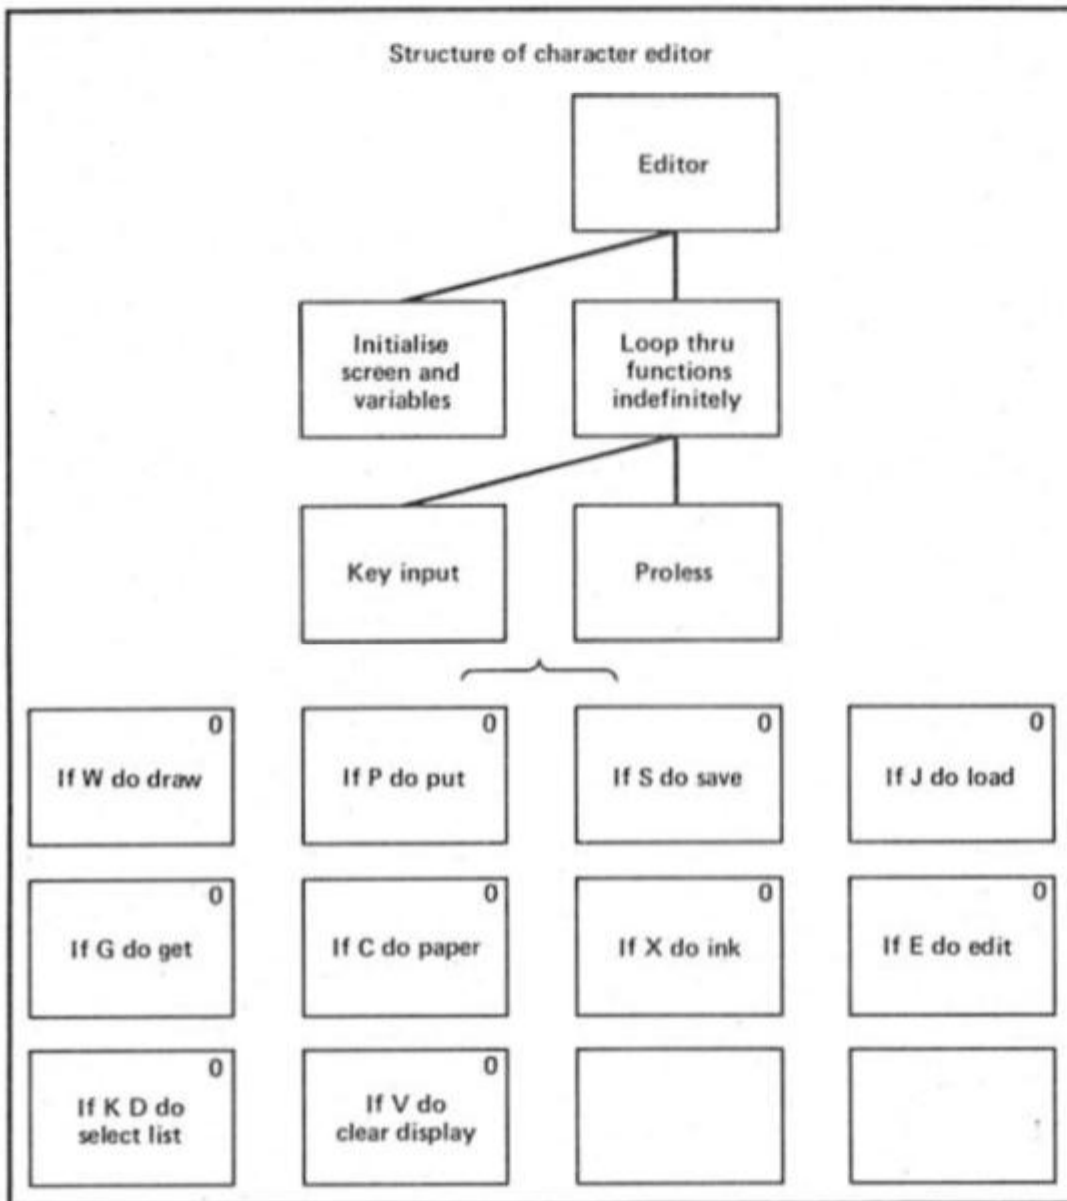 Structure of character editor
Editor
Initialise
screen and
variables
Loop thru
functions
indefinitely
Key input
Proless
0
If W do draw
0
If P do put
0
If S do save
0
If J do load
0
If G do get
0
If C do paper
0
If X do ink
0
If E do edit
0
If K D do
select list
0
If V do
clear display